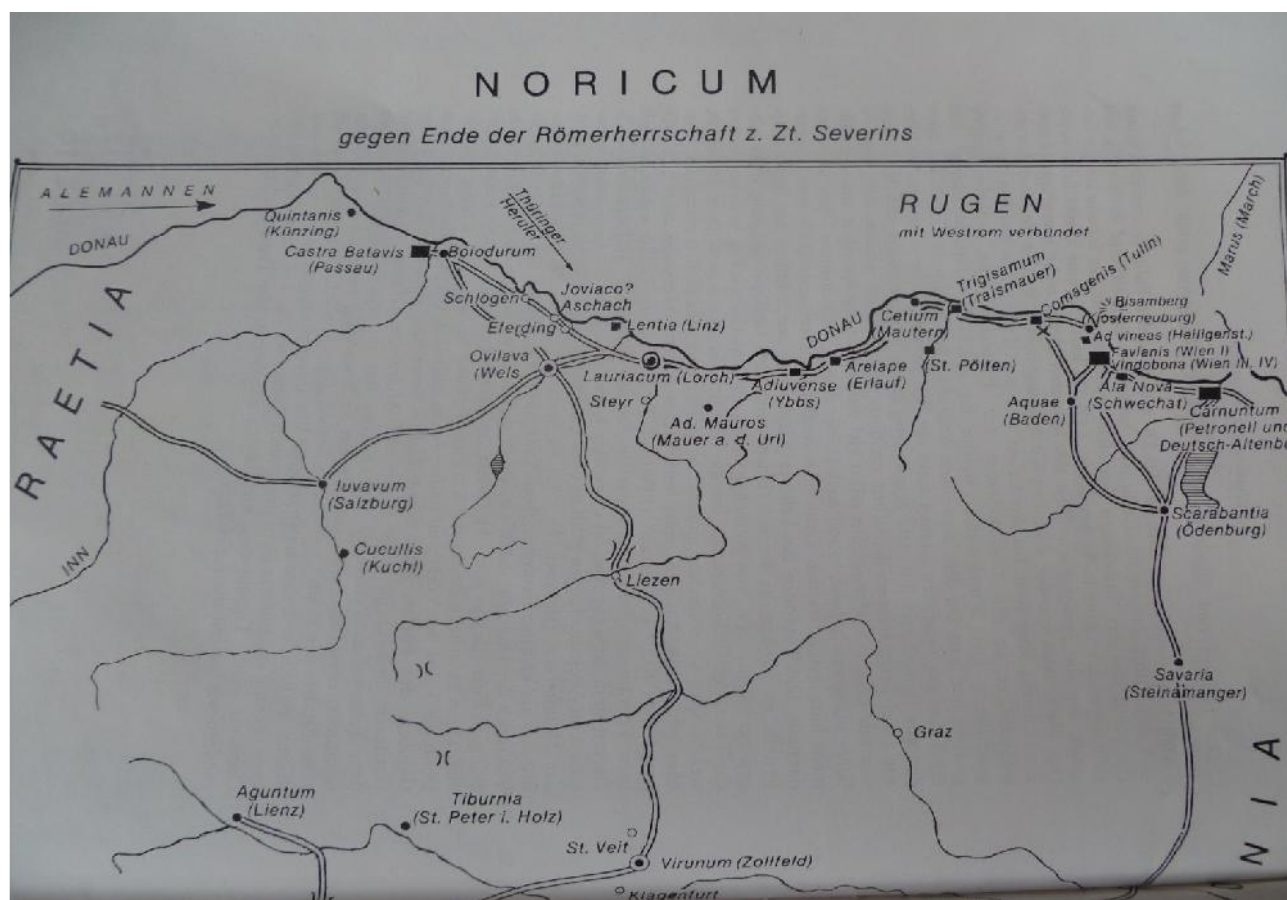 NORICUM
gegen Ende der Römerherrschaft z. Zt. Severins
ALEMANNEN
DONAU
Quintanis
(Künzing)
Castra Batavis
(Passau)
Boiodurum
Thüringer
Heruler
RUGEN
mit Westrom verbündet
Marus (March)
Schlogen
Joviaco?
Aschach
Eferding
Lentia (Linz)
Ovilava
(Wels
Lauriacum (Lorch)
Steyr
Ad. Mauros
(Mauer a. d. Url)
Adiuvense
(Ybbs)
DONAU
Arelape
(Erlauf)
Cetium
(Mautern)
Trigisamum
(Traismauer)
(St. Pölten)
Comagenis (Tulln)
Bisamberg
(Klosterneuburg)
Ad vineas (Heiligenst.)
Favianis (Wien I)
Vindobona (Wien III, IV)
Ala Nova
(Schwechat)
Aquae
(Baden)
Carnuntum
(Petronell und
Deutsch-Altenb
RAETIA
INN
Iuvavum
(Salzburg)
Cucullis
(Kuchl)
Liezen
Scarabantia
(Ödenburg)
Savaria
(Steinamanger)
Graz
Aguntum
(Lienz)
Tiburnia
(St. Peter i. Holz)
St. Veit
Virunum (Zollfeld)
Klagenfurt
NIA